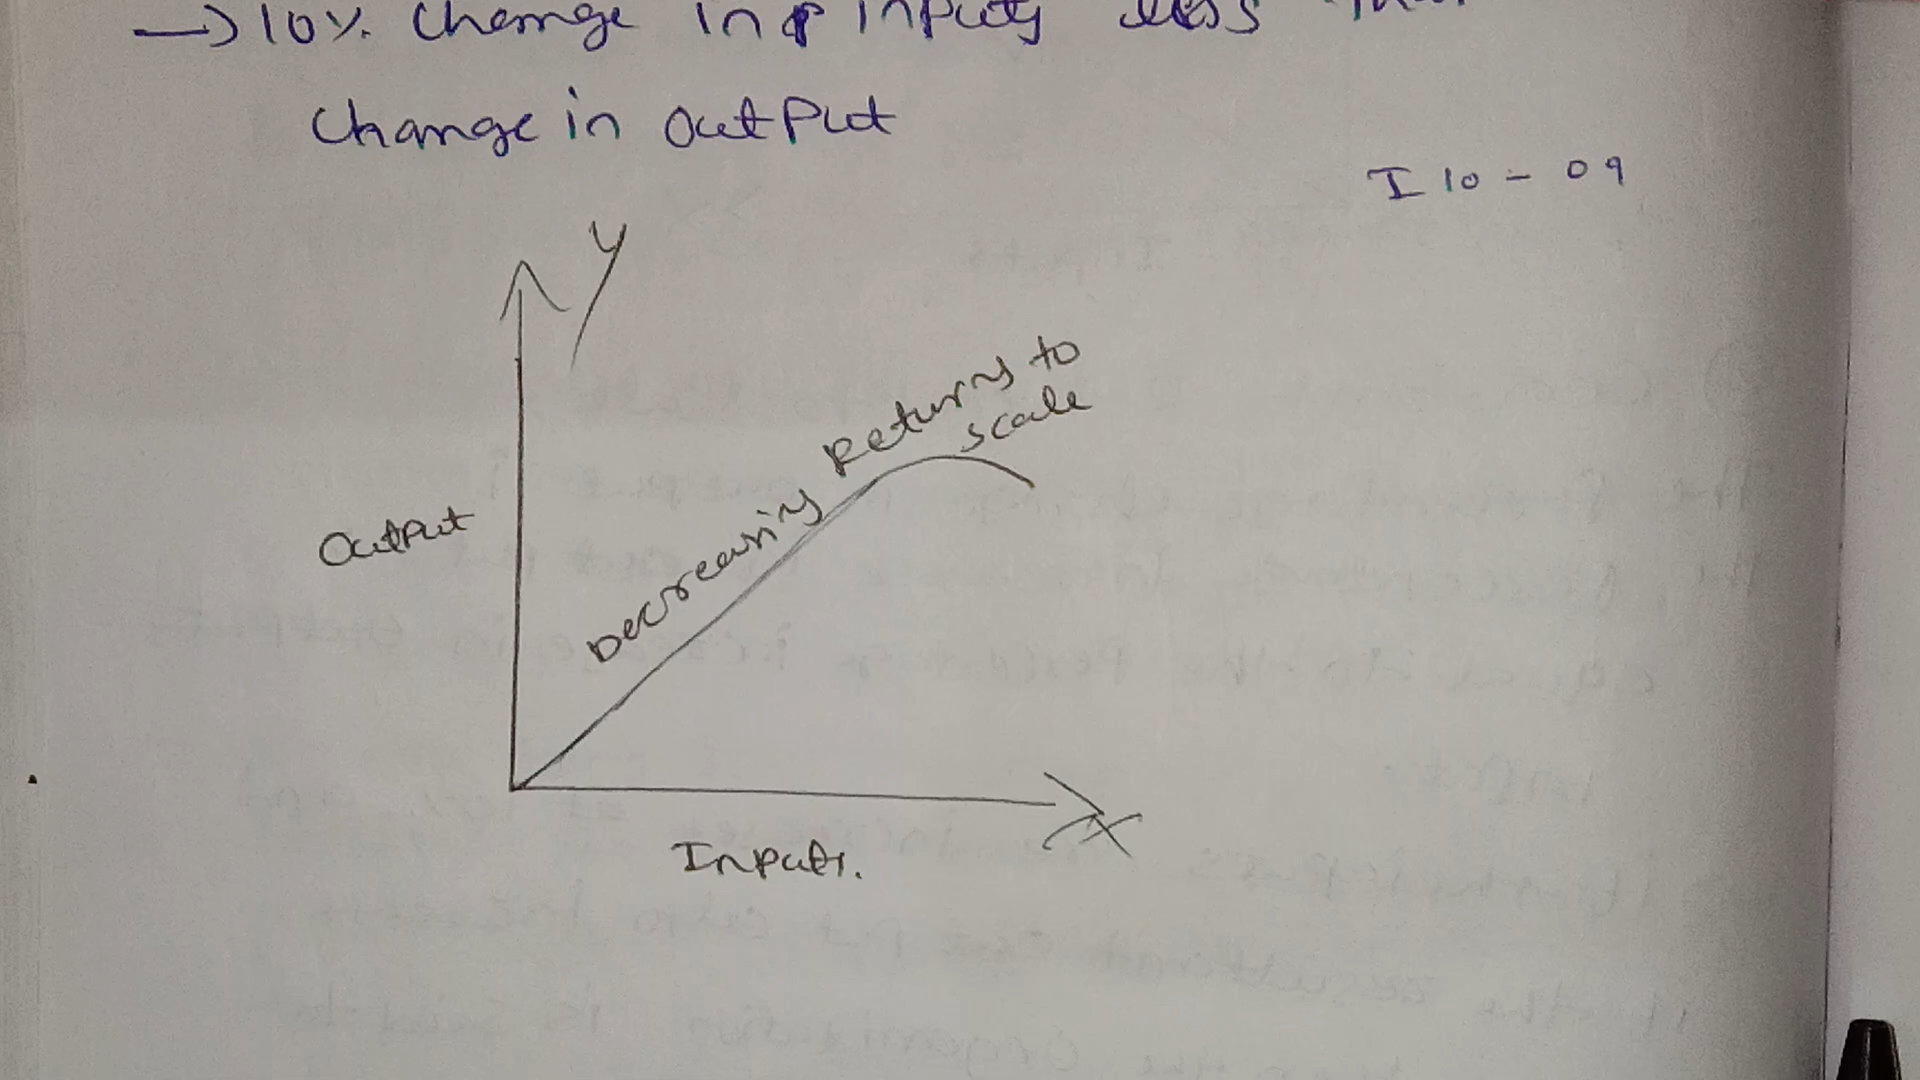 → 10% change in inputs less than
change in output
I 10 - 09
Y
Decreasing Returns to
scale
Output
X
Inputs.